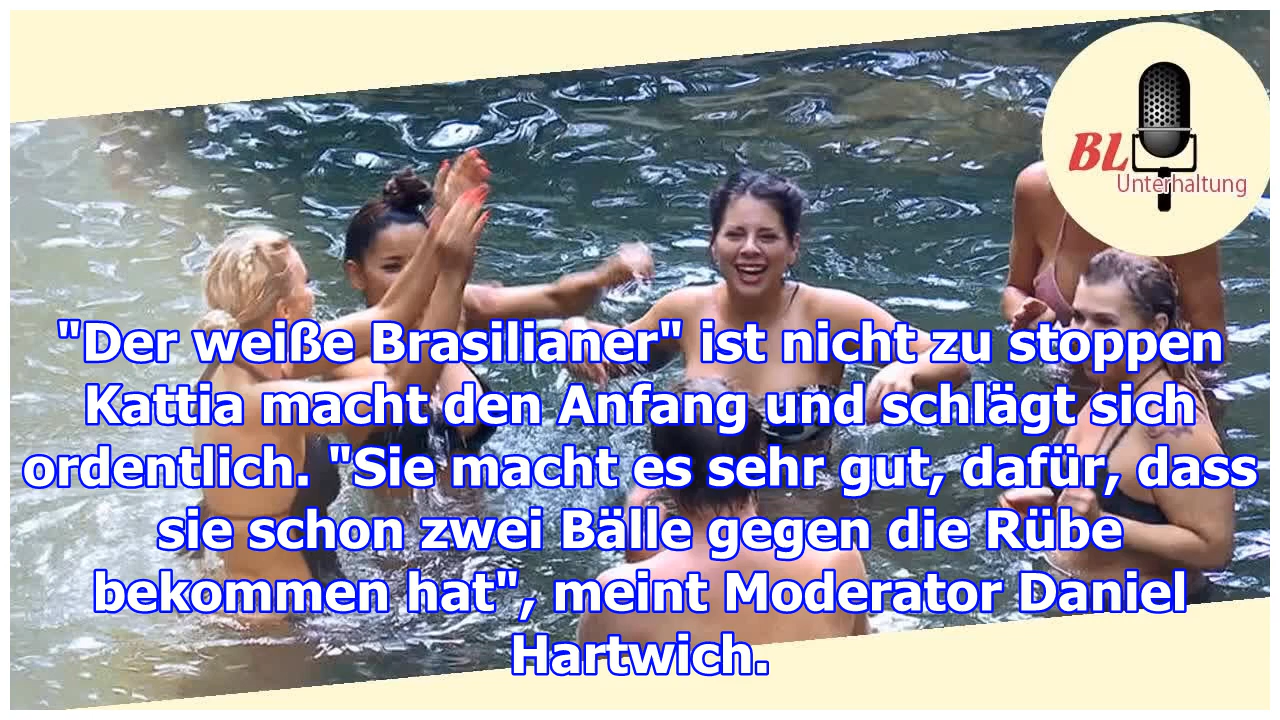 BL
Unterhaltung
"Der weiße Brasilianer" ist nicht zu stoppen
Kattia macht den Anfang und schlägt sich
ordentlich. "Sie macht es sehr gut, dafür, dass
sie schon zwei Bälle gegen die Rübe
bekommen hat", meint Moderator Daniel
Hartwich.